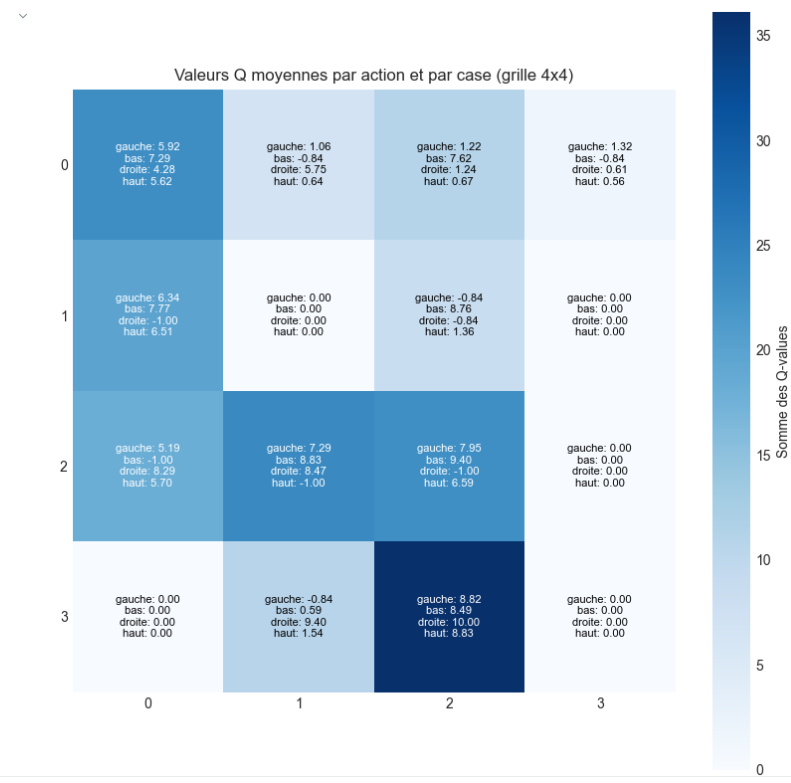 Valeurs Q moyennes par action et par case (grille 4x4)
0
gauche: 5.92
bas: 7.29
droite: 4.28
haut: 5.62
gauche: 1.06
bas: -0.84
droite: 5.75
haut: 0.64
gauche: 1.22
bas: 7.62
droite: 1.24
haut: 0.67
gauche: 1.32
bas: -0.84
droite: 0.61
haut: 0.56
1
gauche: 6.34
bas: 7.77
droite: -1.00
haut: 6.51
gauche: 0.00
bas: 0.00
droite: 0.00
haut: 0.00
gauche: -0.84
bas: 8.76
droite: -0.84
haut: 1.36
gauche: 0.00
bas: 0.00
droite: 0.00
haut: 0.00
2
gauche: 5.19
bas: -1.00
droite: 8.29
haut: 5.70
gauche: 7.29
bas: 8.83
droite: 8.47
haut: -1.00
gauche: 7.95
bas: 9.40
droite: -1.00
haut: 6.59
gauche: 0.00
bas: 0.00
droite: 0.00
haut: 0.00
3
gauche: 0.00
bas: 0.00
droite: 0.00
haut: 0.00
gauche: -0.84
bas: 0.59
droite: 9.40
haut: 1.54
gauche: 8.82
bas: 8.49
droite: 10.00
haut: 8.83
gauche: 0.00
bas: 0.00
droite: 0.00
haut: 0.00
0
1
2
3
35
30
25
20
15
10
5
0
Somme des Q-values